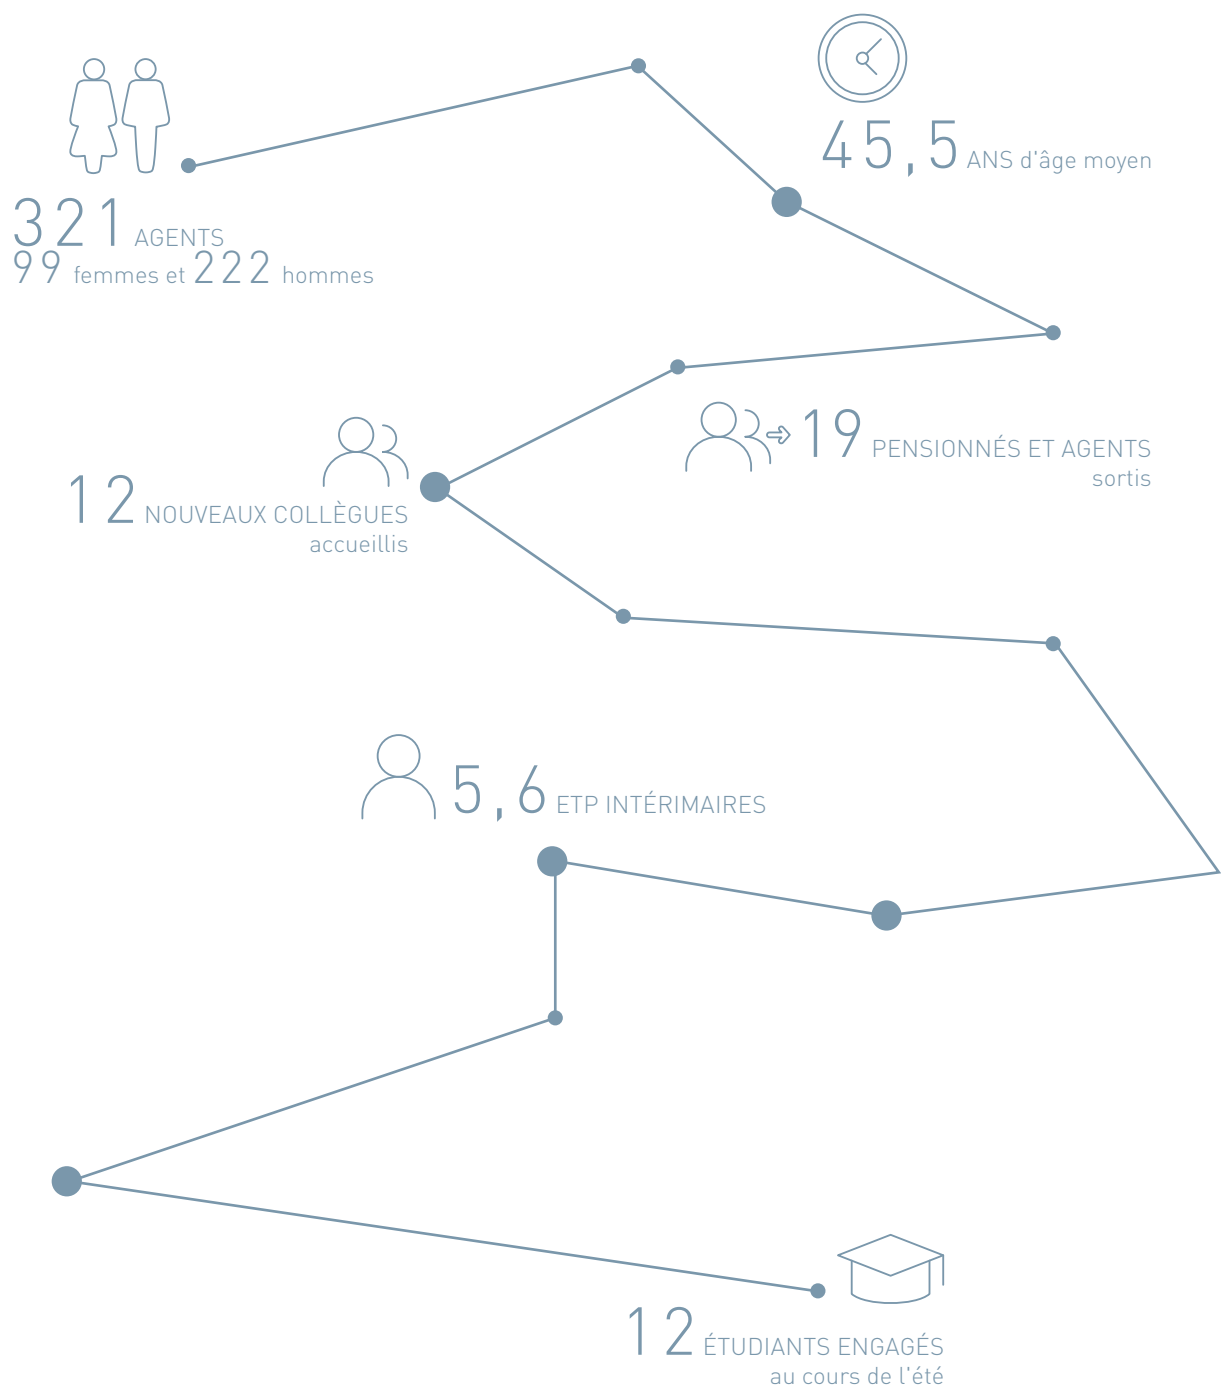 45,5 ANS d'âge moyen
321 AGENTS
99 femmes et 222 hommes
19 PENSIONNÉS ET AGENTS
sortis
12 NOUVEAUX COLLÈGUES
accueillis
5,6 ETP INTÉRIMAIRES
12 ÉTUDIANTS ENGAGÉS
au cours de l'été